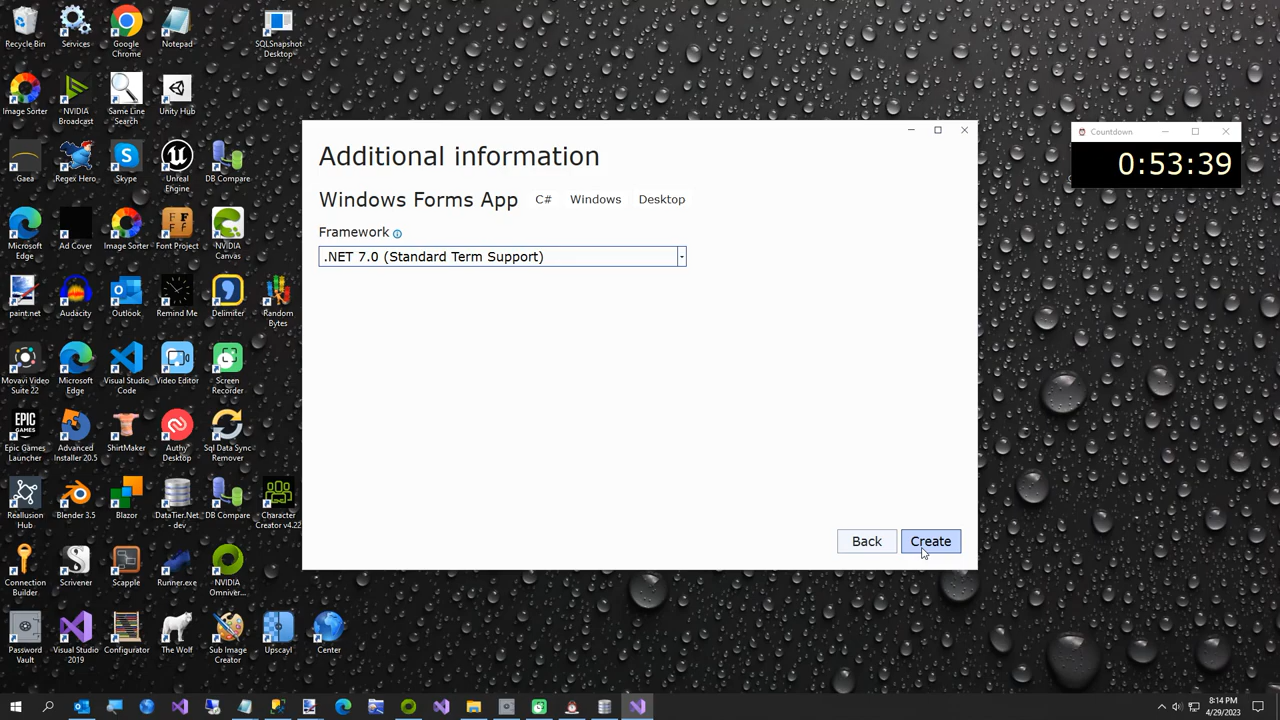 Recycle Bin
Services
Google
Chrome
Notepad
SQLSnapshot
Desktop
Image Sorter
NVIDIA
Broadcast
Same Line
Search
Unity Hub
Gaea
Regex Hero
Skype
Unreal
Engine
DB Compare
Microsoft
Edge
Ad Cover
Image Sorter
Font Project
NVIDIA
Canvas
paint.net
Audacity
Outlook
Remind Me
Delimiter
Random
Bytes
Movavi Video
Suite 22
Microsoft
Edge
Visual Studio
Code
Video Editor
Screen
Recorder
EPIC
GAMES
Epic Games
Launcher
Advanced
Installer 20.5
ShirtMaker
Authy
Desktop
Sql Data Sync
Remover
Reallusion
Hub
Blender 3.5
Blazor
DataTier.Net
- dev
DB Compare
Character
Creator v4.22
Connection
Builder
Scrivener
Scapple
Runner.exe
NVIDIA
Omniver...
Password
Vault
Visual Studio
2019
Configurator
The Wolf
Sub Image
Creator
Upscayl
Center
Additional information
Windows Forms App C# Windows Desktop
Framework
.NET 7.0 (Standard Term Support)
Back
Create
Countdown
0:53:39
8:14 PM
4/29/2023